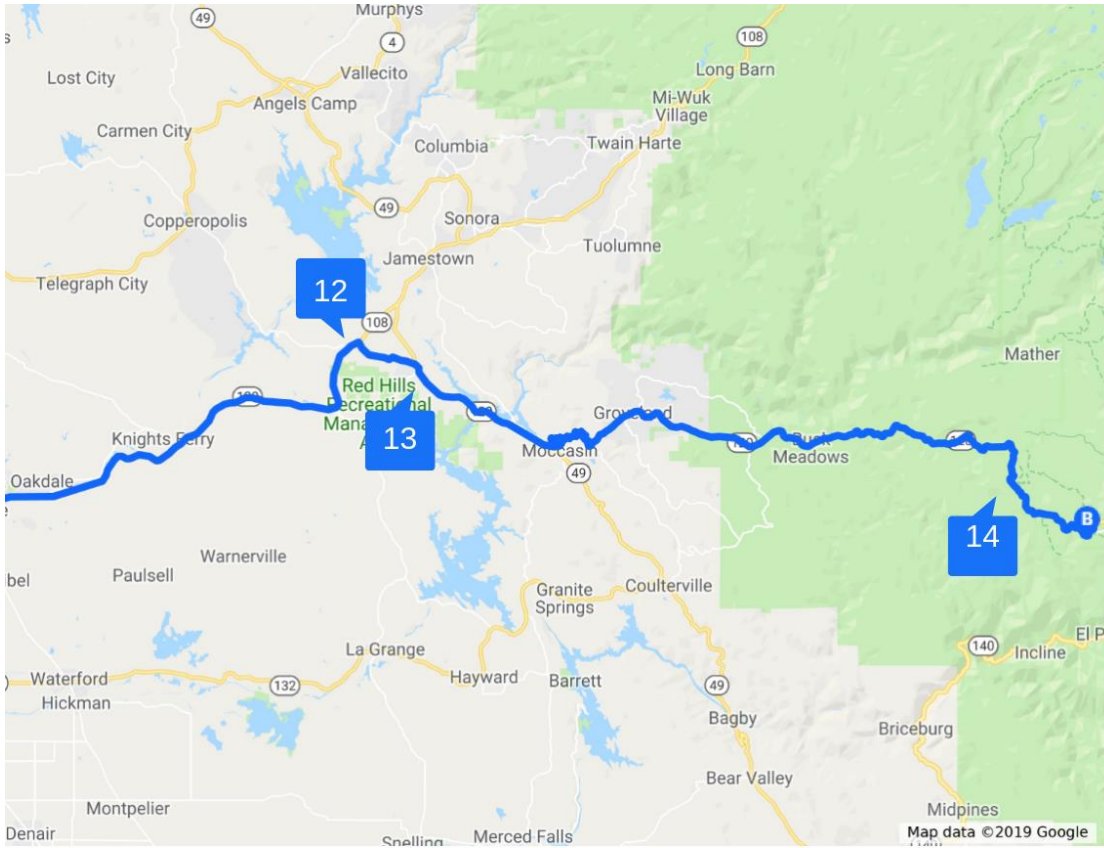 Murphys
49
4
108
Vallecito
Long Barn
Lost City
Angels Camp
Mi-Wuk
Village
Carmen City
Columbia
Twain Harte
49
Copperopolis
Sonora
Tuolumne
Jamestown
Telegraph City
12
108
Mather
Red Hills
Recreational
13
Groveland
Knights Ferry
Moccasin
Buck
Meadows
49
Oakdale
B
14
Warnerville
Paulsell
Granite
Springs
Coulterville
El P
140
Incline
La Grange
Waterford
132
Hayward
Barrett
49
Hickman
Bagby
Briceburg
Bear Valley
Montpelier
Midpines
Denair
Snelling
Merced Falls
Map data ©2019 Google